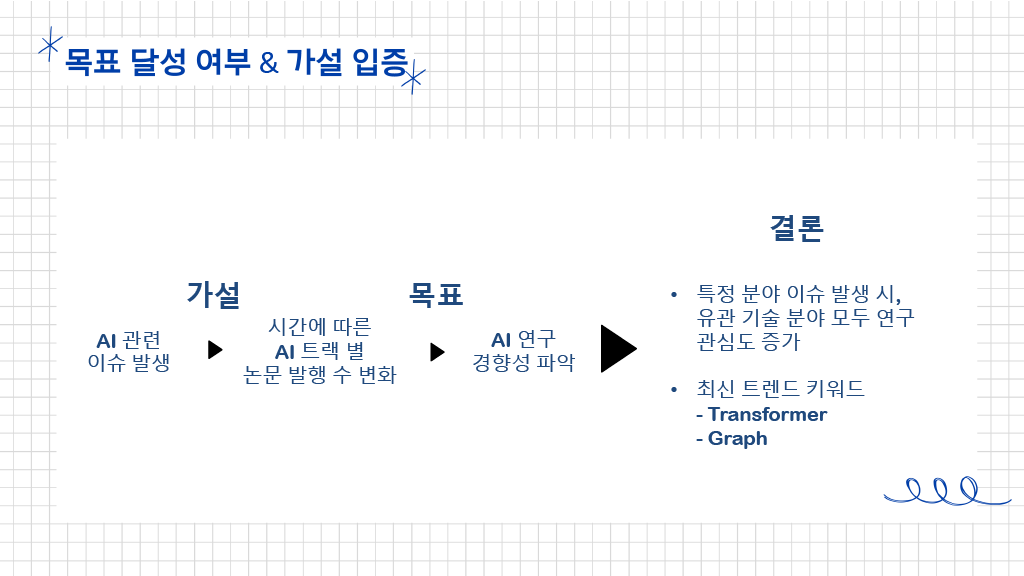 목표 달성 여부 & 가설 입증
가설
AI 관련
이슈 발생
시간에 따른
AI 트랙 별
논문 발행 수 변화
목표
AI 연구
경향성 파악
결론
• 특정 분야 이슈 발생 시,
유관 기술 분야 모두 연구
관심도 증가
• 최신 트렌드 키워드
- Transformer
- Graph